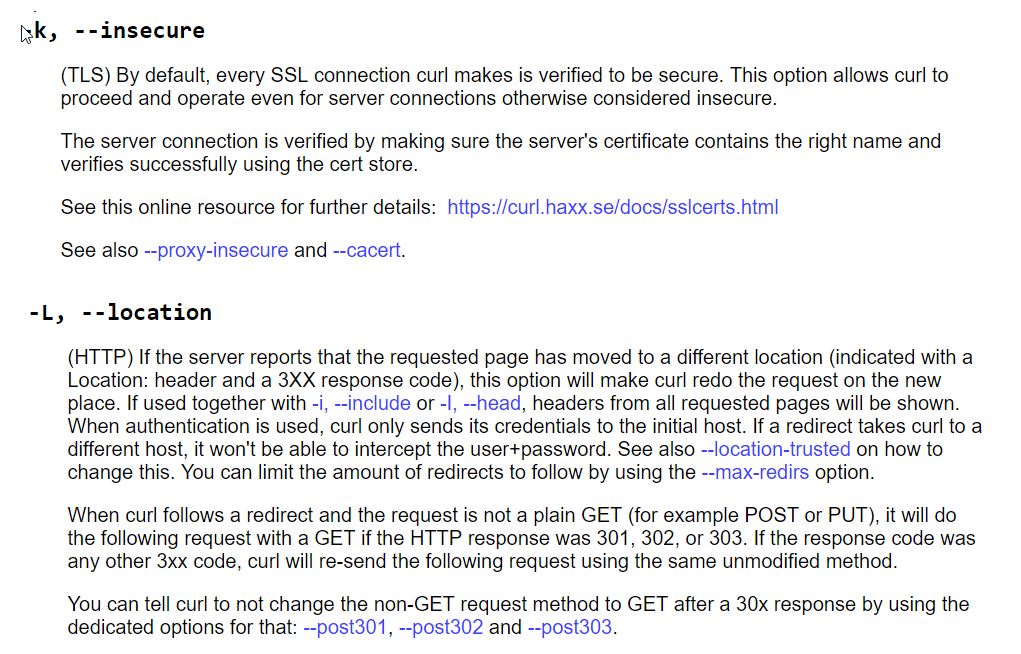 -k, --insecure
(TLS) By default, every SSL connection curl makes is verified to be secure. This option allows curl to
proceed and operate even for server connections otherwise considered insecure.
The server connection is verified by making sure the server's certificate contains the right name and
verifies successfully using the cert store.
See this online resource for further details:  https://curl.haxx.se/docs/sslcerts.html
See also --proxy-insecure and --cacert.
-L, --location
(HTTP) If the server reports that the requested page has moved to a different location (indicated with a
Location: header and a 3XX response code), this option will make curl redo the request on the new
place. If used together with -i, --include or -I, --head, headers from all requested pages will be shown.
When authentication is used, curl only sends its credentials to the initial host. If a redirect takes curl to a
different host, it won't be able to intercept the user+password. See also --location-trusted on how to
change this. You can limit the amount of redirects to follow by using the --max-redirs option.
When curl follows a redirect and the request is not a plain GET (for example POST or PUT), it will do
the following request with a GET if the HTTP response was 301, 302, or 303. If the response code was
any other 3xx code, curl will re-send the following request using the same unmodified method.
You can tell curl to not change the non-GET request method to GET after a 30x response by using the
dedicated options for that: --post301, --post302 and --post303.